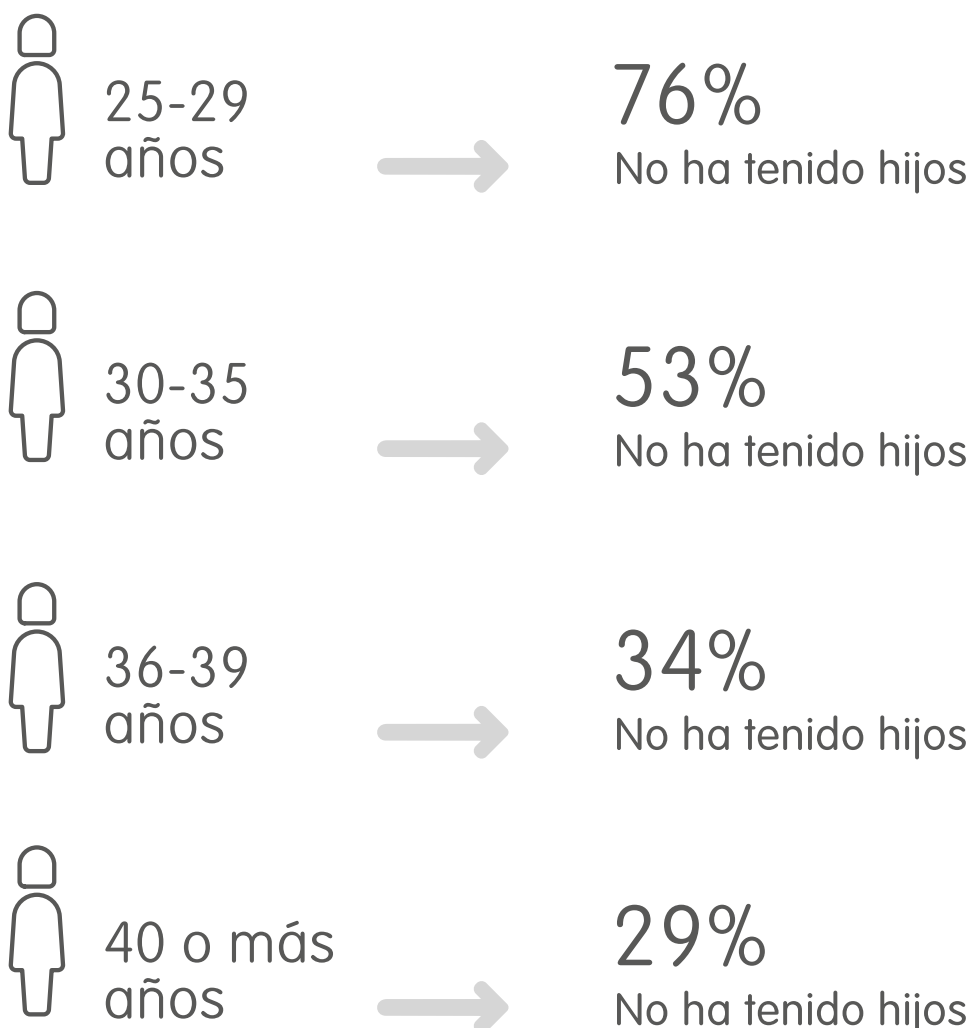 25-29
años
76%
No ha tenido hijos
30-35
años
53%
No ha tenido hijos
36-39
años
34%
No ha tenido hijos
40 o más
años
29%
No ha tenido hijos